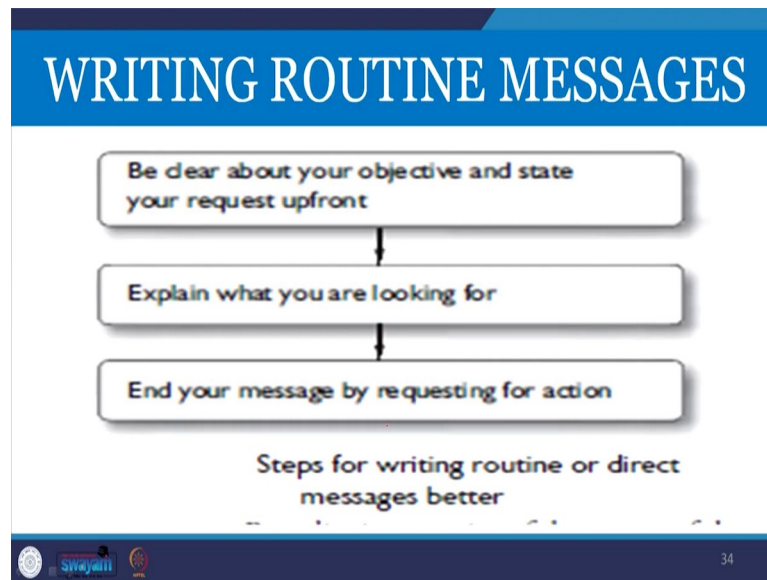 WRITING ROUTINE MESSAGES
Be clear about your objective and state
your request upfront
Explain what you are looking for
End your message by requesting for action
Steps for writing routine or direct
messages better
swayam
34